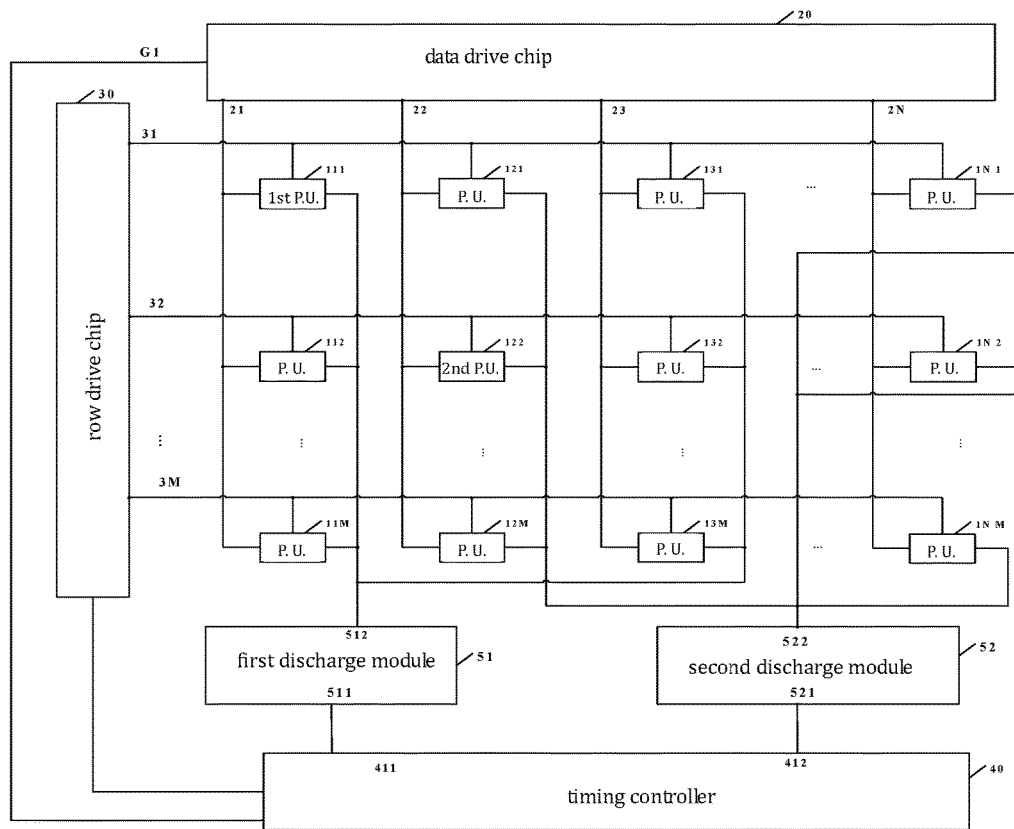 20
G1
data drive chip
30
21
22
23
2N
31
111
121
131
1N 1
1st P.U.
P. U.
P. U.
...
P. U.
32
112
122
132
1N 2
P. U.
2nd P.U.
P. U.
...
P. U.
row drive chip
...
...
...
...
...
3M
11M
12M
13M
1N M
P. U.
P. U.
P. U.
...
P. U.
512
first discharge module
51
511
522
second discharge module
52
521
411
412
40
timing controller